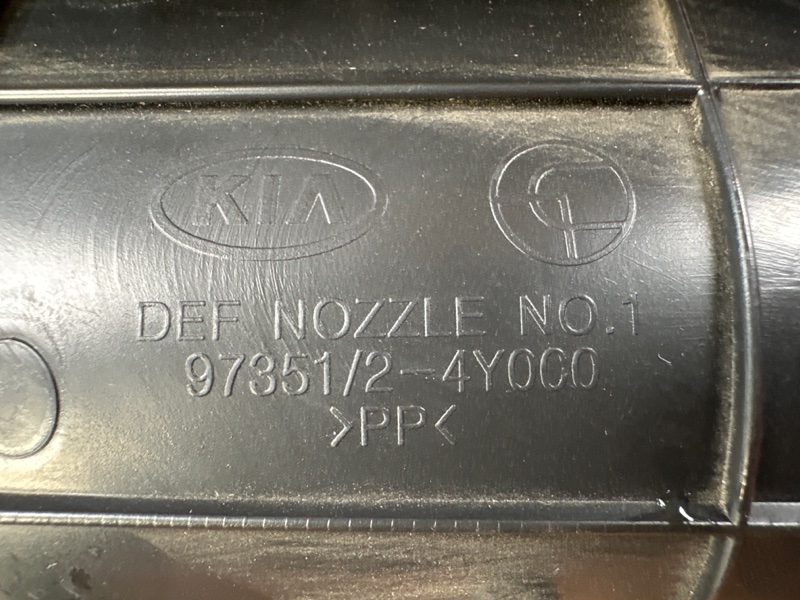 KIA
DEF NOZZLE NO.1
97351/2-4Y000
>PP<